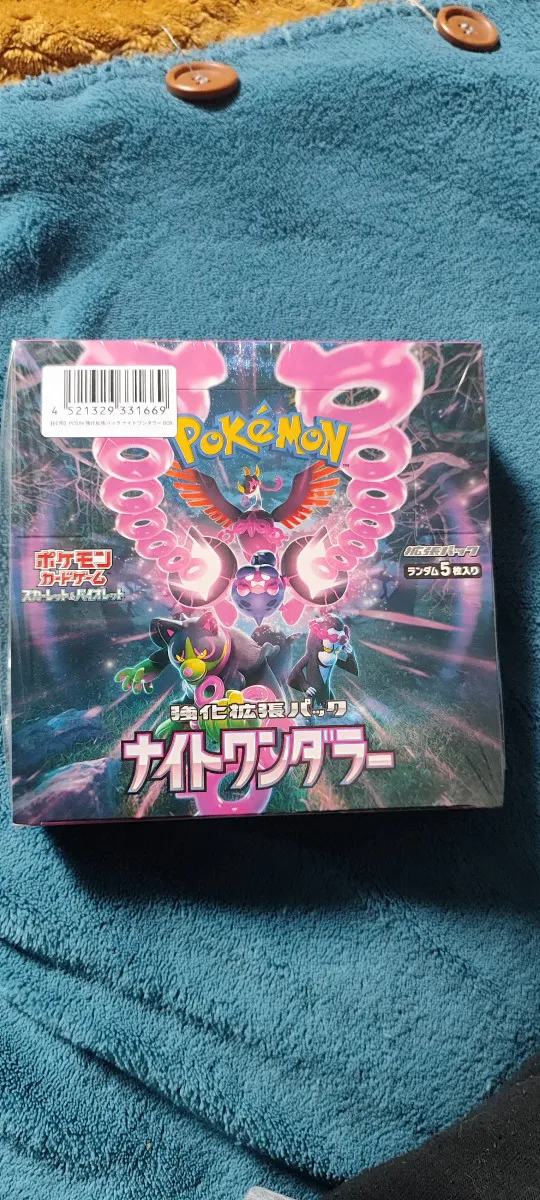 4 521329 331669
POKéMON
TM
ポケモン
カードゲーム
スカーレット&バイオレット
拡張パック
ランダム5枚入り
強化拡張パック
ナイトワンダラー